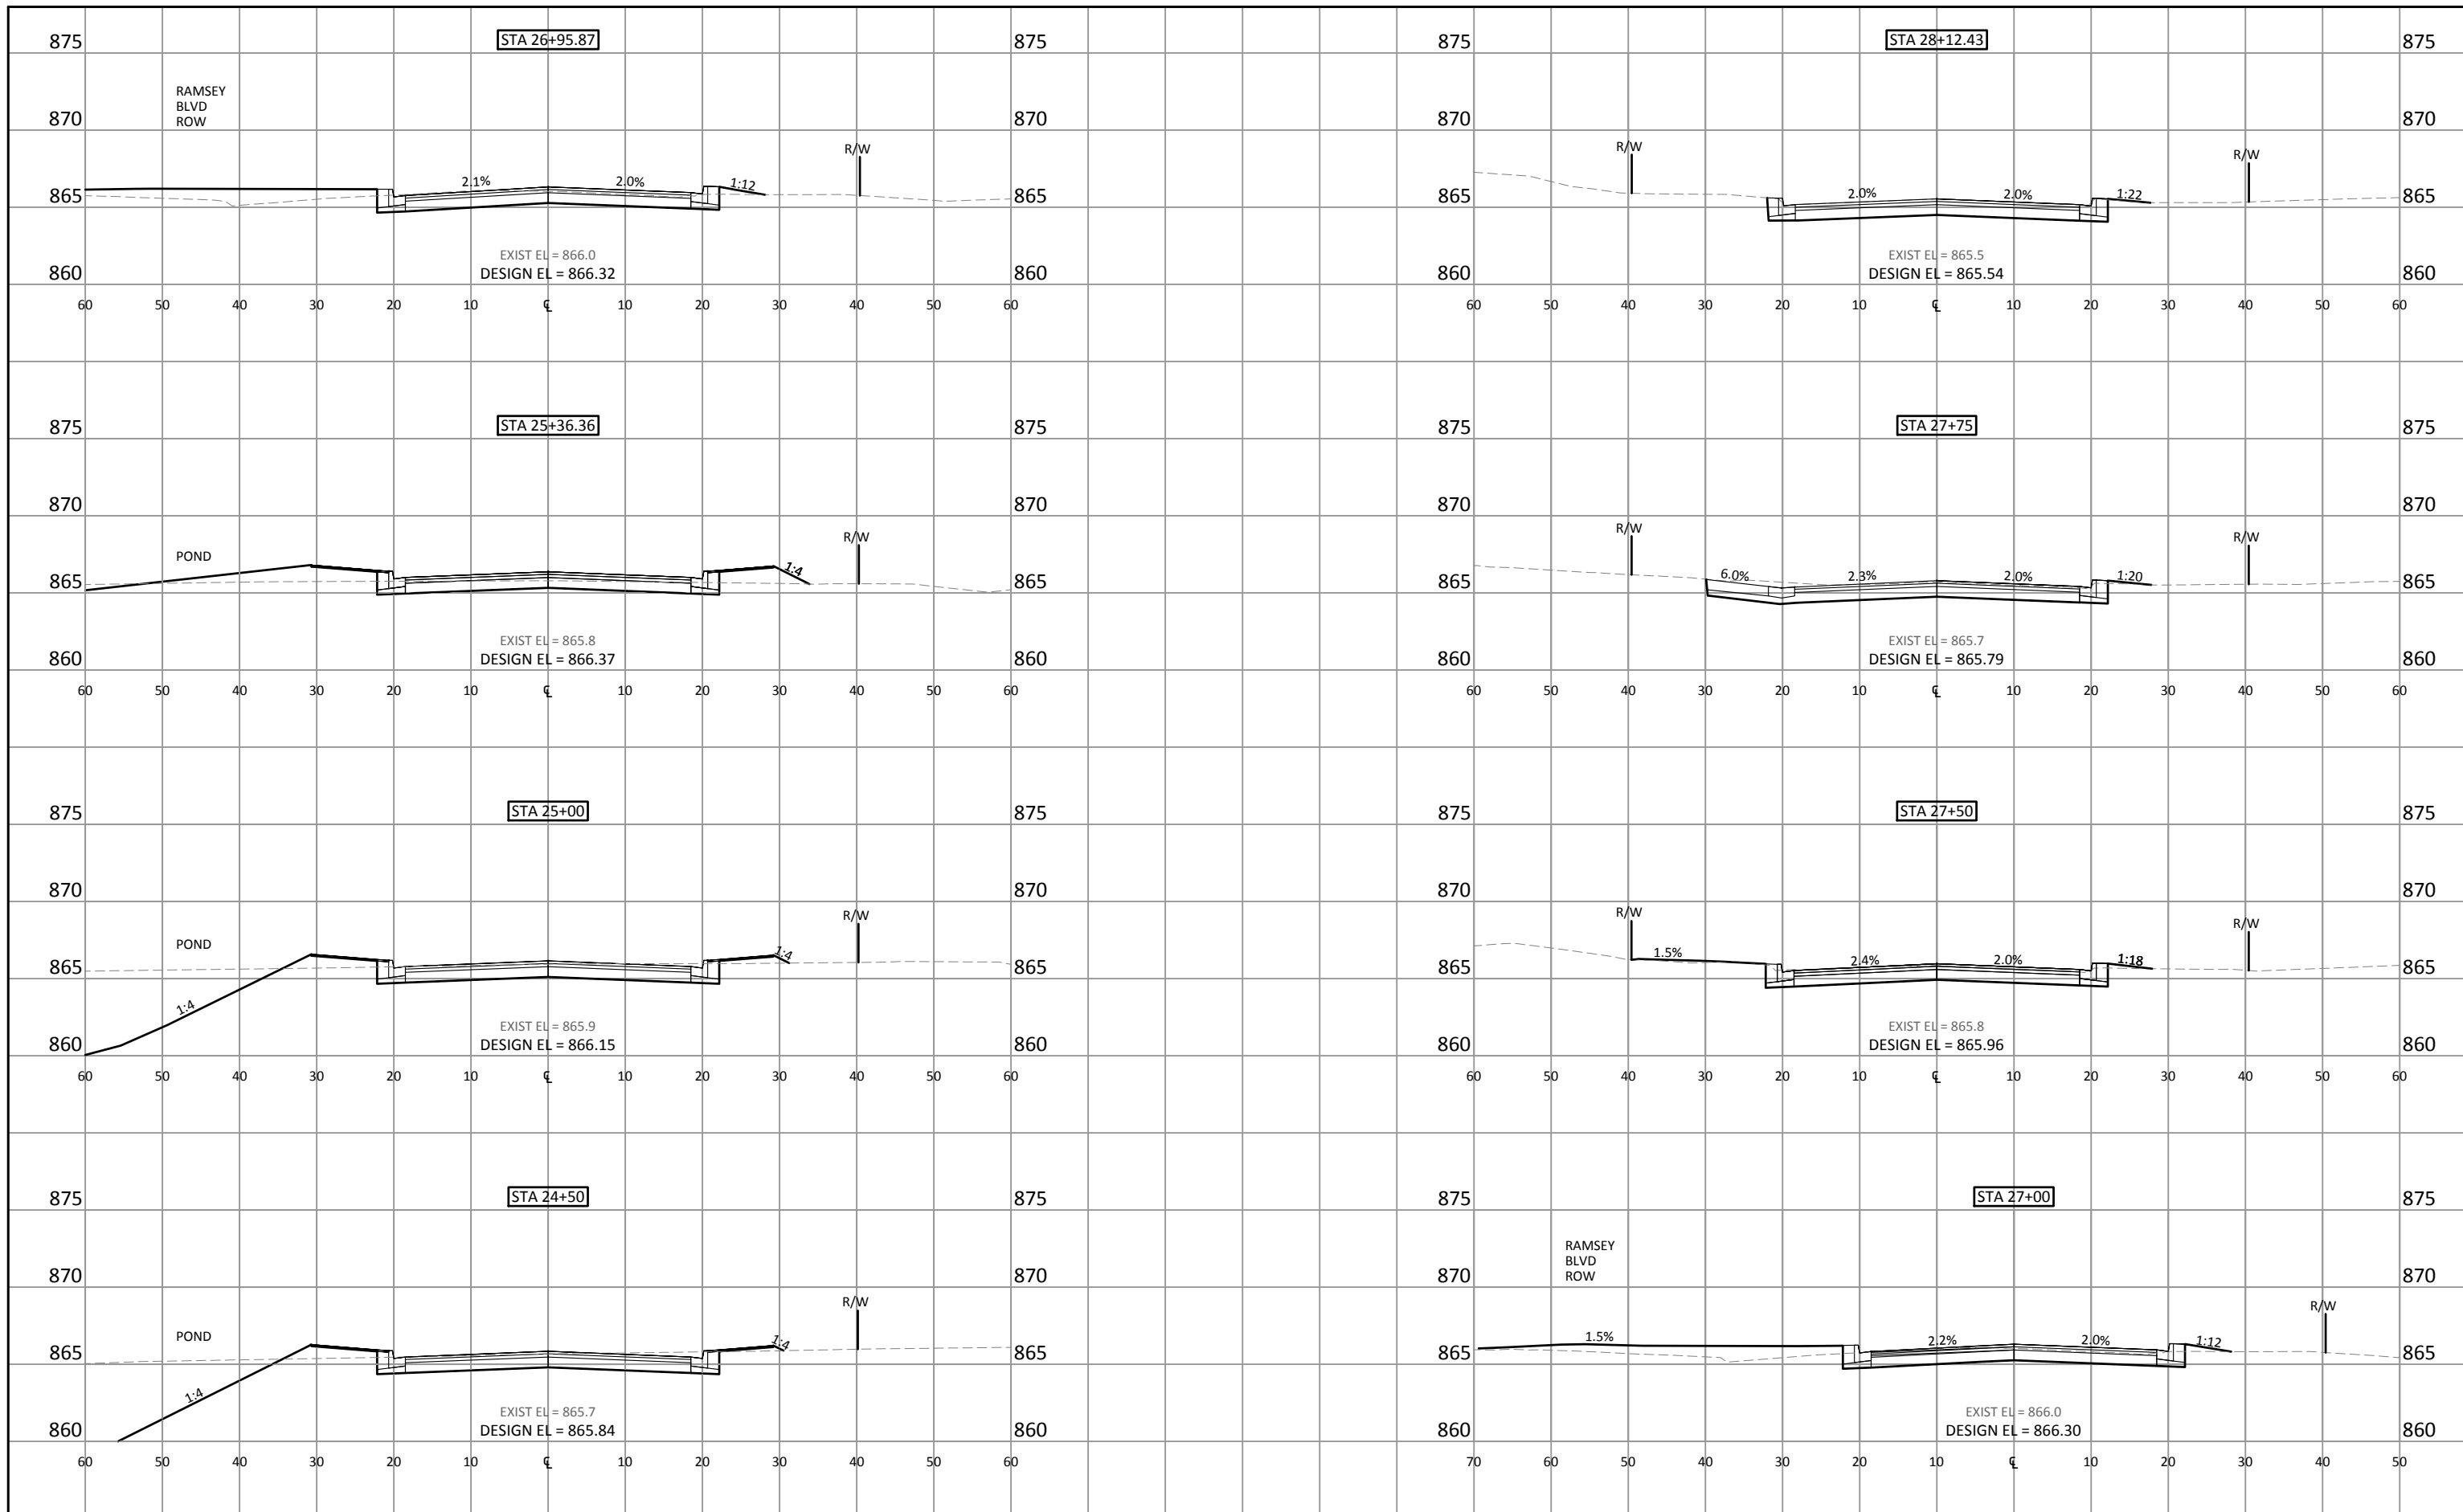 STA 26+95.87
875 875
RAMSEY
BLVD
ROW
870 870
R/W
2.1% 2.0% 1:12
865 865
EXIST EL = 866.0
860 DESIGN EL = 866.32 860
60 50 40 30 20 10 ℄ 10 20 30 40 50 60
STA 25+36.36
875 875
870 870
R/W
POND
1:4
865 865
EXIST EL = 865.8
860 DESIGN EL = 866.37 860
60 50 40 30 20 10 ℄ 10 20 30 40 50 60
STA 25+00
875 875
870 870
R/W
POND
1:4
865 865
1:4
EXIST EL = 865.9
860 DESIGN EL = 866.15 860
60 50 40 30 20 10 ℄ 10 20 30 40 50 60
STA 24+50
875 875
870 870
R/W
POND
1:4
865 865
1:4
EXIST EL = 865.7
860 DESIGN EL = 865.84 860
60 50 40 30 20 10 ℄ 10 20 30 40 50 60
STA 28+12.43
875 875
870 870
R/W R/W
2.0% 2.0% 1:22
865 865
EXIST EL = 865.5
860 DESIGN EL = 865.54 860
60 50 40 30 20 10 ℄ 10 20 30 40 50 60
STA 27+75
875 875
870 870
R/W R/W
6.0% 2.3% 2.0% 1:20
865 865
EXIST EL = 865.7
860 DESIGN EL = 865.79 860
60 50 40 30 20 10 ℄ 10 20 30 40 50 60
STA 27+50
875 875
870 870
R/W R/W
1.5% 2.4% 2.0% 1:18
865 865
EXIST EL = 865.8
860 DESIGN EL = 865.96 860
60 50 40 30 20 10 ℄ 10 20 30 40 50 60
STA 27+00
875 875
RAMSEY
BLVD
ROW
870 870
R/W
1.5% 2.2% 2.0% 1:12
865 865
EXIST EL = 866.0
860 DESIGN EL = 866.30 860
70 60 50 40 30 20 10 ℄ 10 20 30 40 50